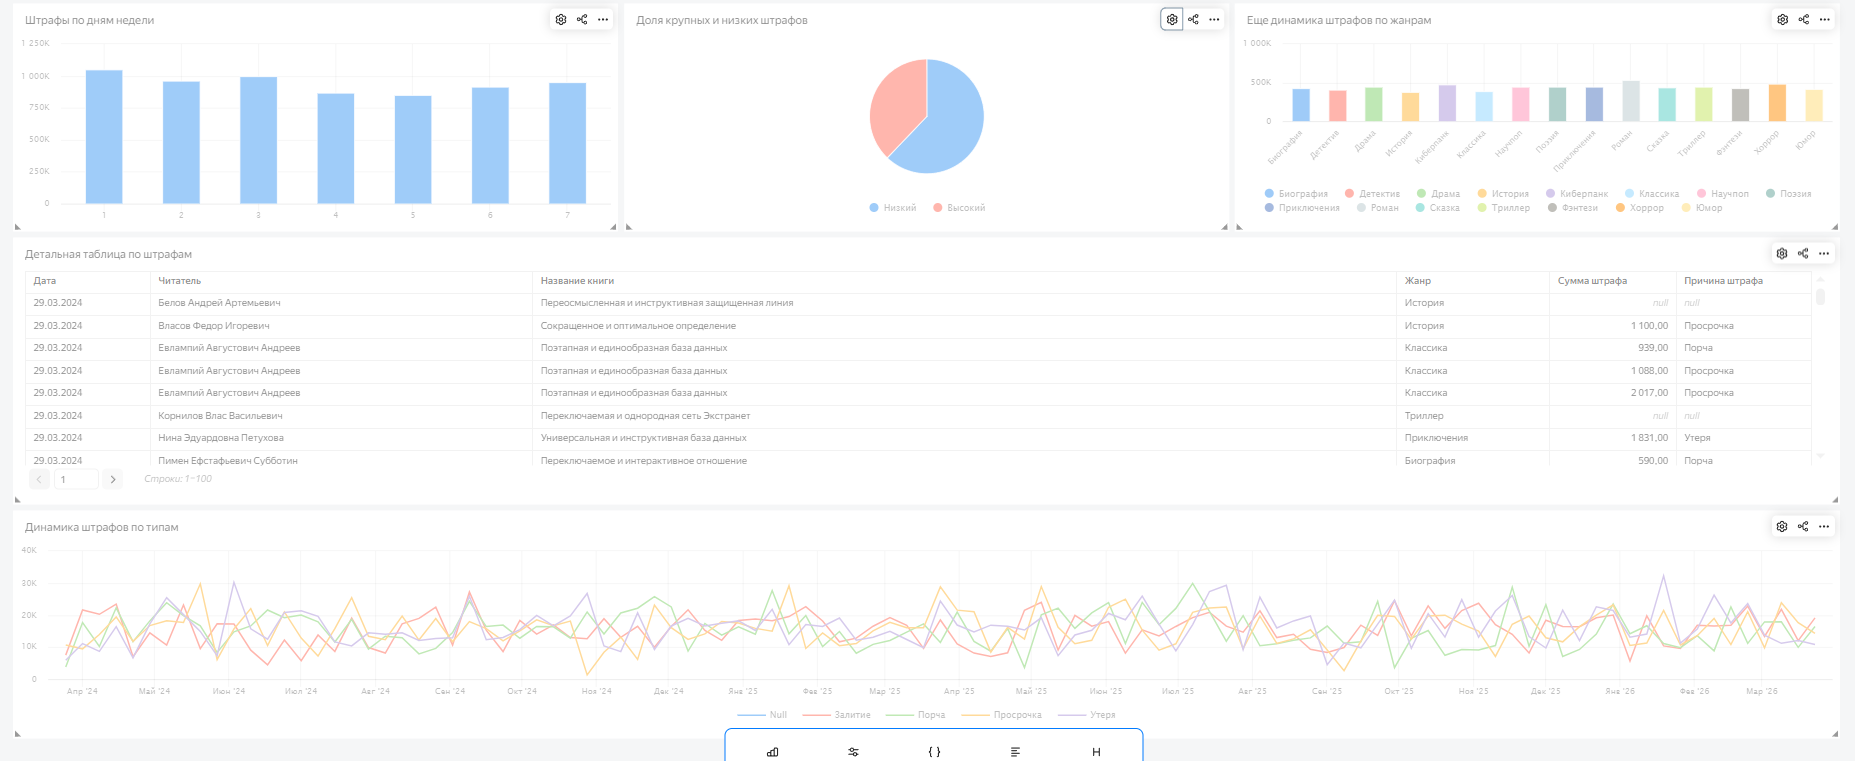 Штрафы по дням недели
1 250K
1 000K
750K
500K
250K
0
1 2 3 4 5 6 7
Доля крупных и низких штрафов
Низкий Высокий
Еще динамика штрафов по жанрам
1 000K
500K
0
Биография Детектив Драма История Киберпанк Классика Научпоп Поэзия Приключения Роман Сказка Триллер Фэнтези Хоррор Юмор
Биография Детектив Драма История Киберпанк Классика Научпоп Поэзия
Приключения Роман Сказка Триллер Фэнтези Хоррор Юмор
Детальная таблица по штрафам
Дата Читатель Название книги Жанр Сумма штрафа Причина штрафа
29.03.2024 Белов Андрей Артемьевич Переосмысленная и инструктивная защищенная линия История null null
29.03.2024 Власов Федор Игоревич Сокращенное и оптимальное определение История 1 100,00 Просрочка
29.03.2024 Евлампий Августович Андреев Поэтапная и единообразная база данных Классика 939,00 Порча
29.03.2024 Евлампий Августович Андреев Поэтапная и единообразная база данных Классика 1 088,00 Просрочка
29.03.2024 Евлампий Августович Андреев Поэтапная и единообразная база данных Классика 2 017,00 Просрочка
29.03.2024 Корнилов Влас Васильевич Переключаемая и однородная сеть Экстранет Триллер null null
29.03.2024 Нина Эдуардовна Петухова Универсальная и инструктивная база данных Приключения 1 831,00 Утеря
29.03.2024 Пимен Ефстафьевич Субботин Переключаемое и интерактивное отношение Биография 590,00 Порча
1 Строки: 1−100
Динамика штрафов по типам
40K
30K
20K
10K
0
Апр '24 Май '24 Июн '24 Июл '24 Авг '24 Сен '24 Окт '24 Ноя '24 Дек '24 Янв '25 Фев '25 Мар '25 Апр '25 Май '25 Июн '25 Июл '25 Авг '25 Сен '25 Окт '25 Ноя '25 Дек '25 Янв '26 Фев '26 Мар '26
Null Залитие Порча Просрочка Утеря
{ } H